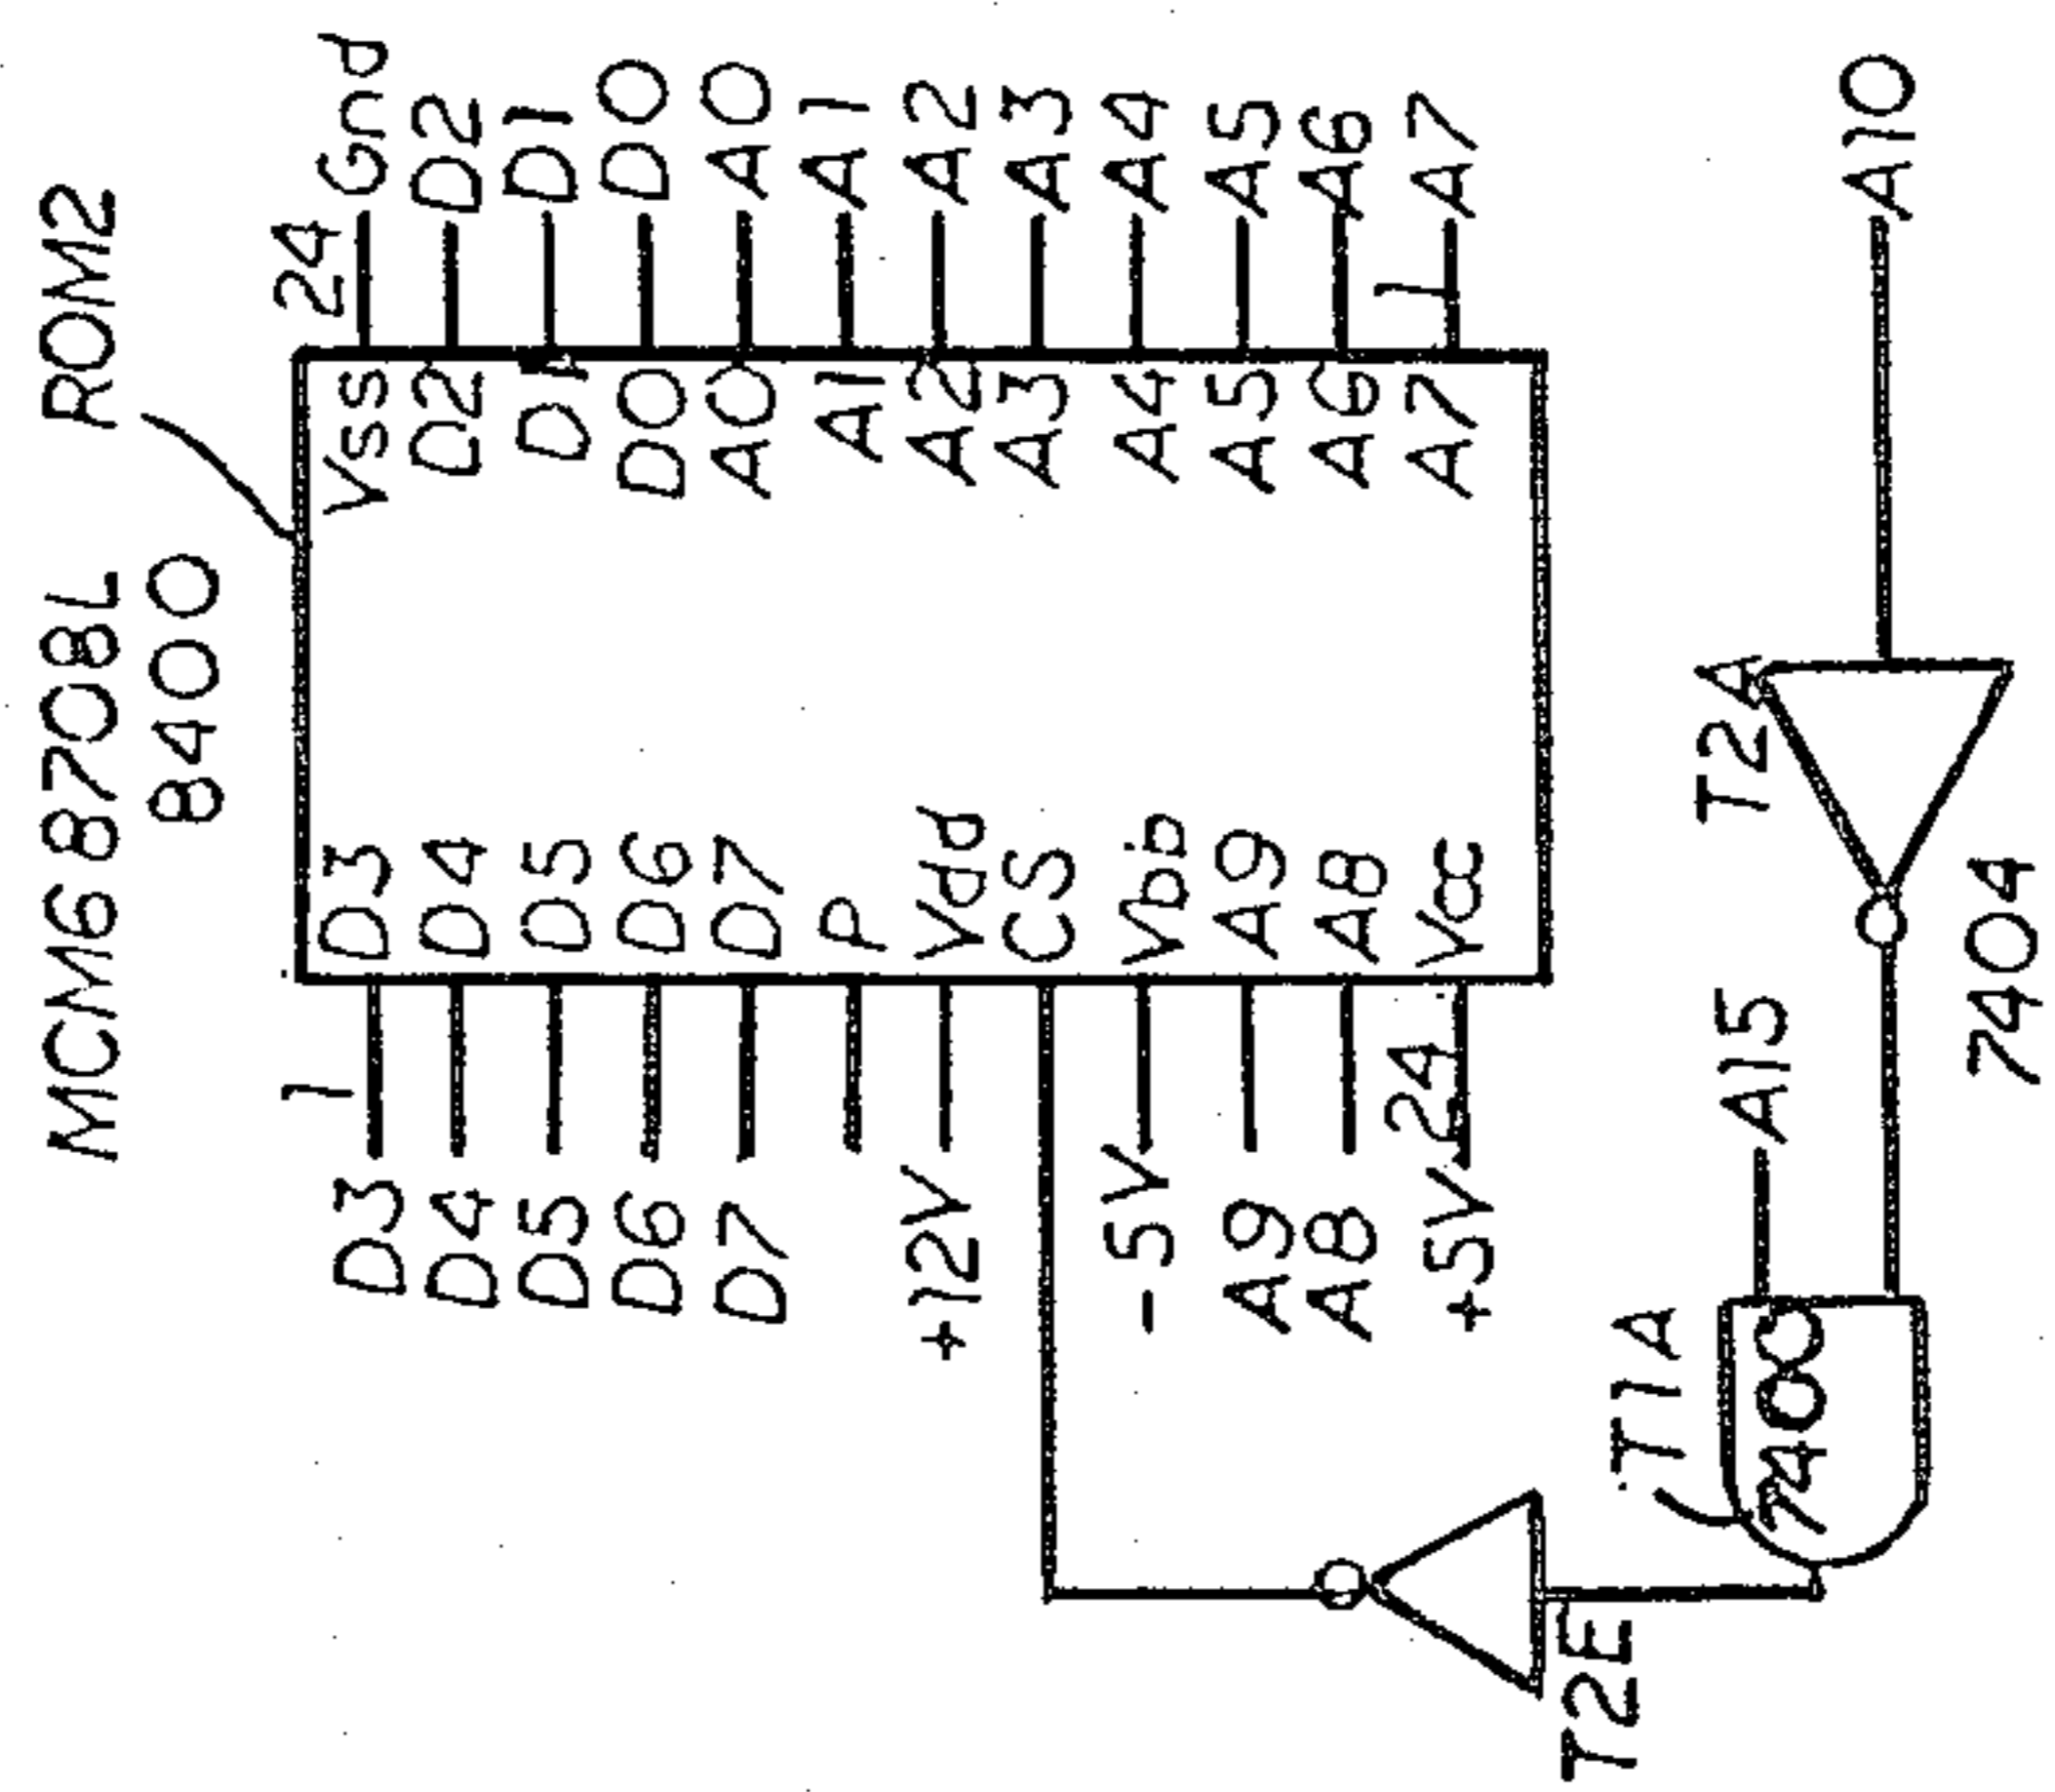 MCM6 8708L ROM2
8400
1 24
D3 D3 Vss Gnd
D4 D4 D2 D2
D5 D5 D1 D1
D6 D6 D0 D0
D7 D7 A0 A0
P A1 A1
+12V Vdd A2 A2
CS A3 A3
-5V Vbb A4 A4
A9 A9 A5 A5
A8 A8 A6 A6
24 1
+5V Vcc A7 A7
T2E
T1A
T2A
A15
7400
A10
7404